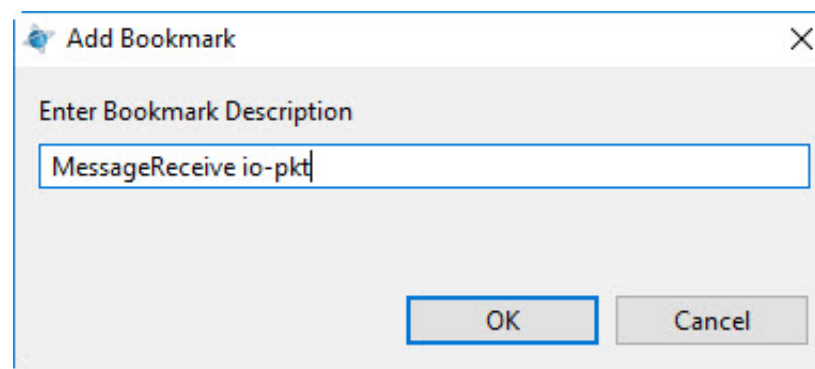 Add Bookmark
Enter Bookmark Description
MessageReceive io-pkt
OK
Cancel